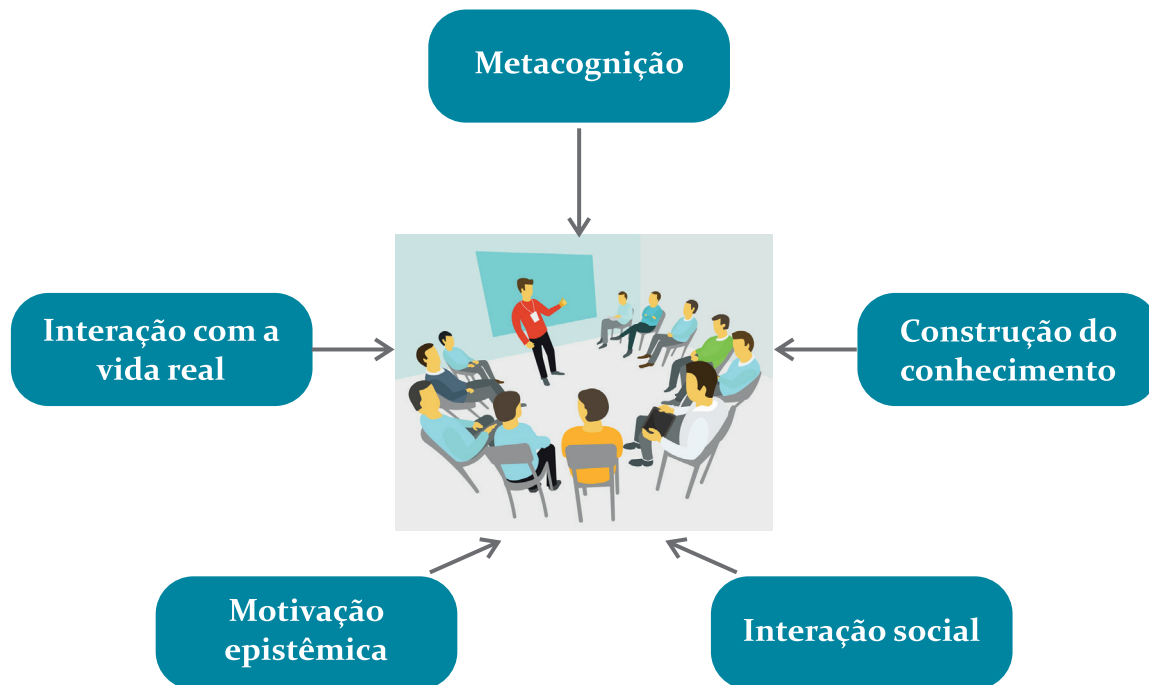 Metacognição
Interação com a
vida real
Construção do
conhecimento
Motivação
epistêmica
Interação social